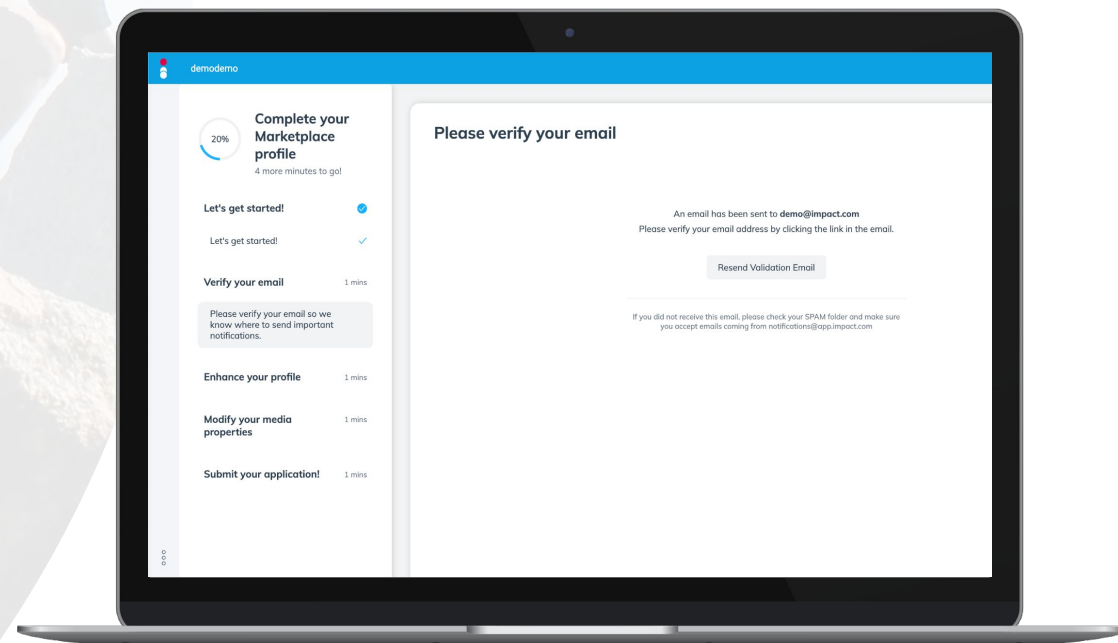 demodemo
20%
Complete your
Marketplace
profile
4 more minutes to go!
Let's get started!
Let's get started!
Verify your email 1 mins
Please verify your email so we
know where to send important
notifications.
Enhance your profile 1 mins
Modify your media 1 mins
properties
Submit your application! 1 mins
Please verify your email
An email has been sent to demo@impact.com
Please verify your email address by clicking the link in the email.
Resend Validation Email
If you did not receive this email, please check your SPAM folder and make sure
you accept emails coming from notifications@app.impact.com